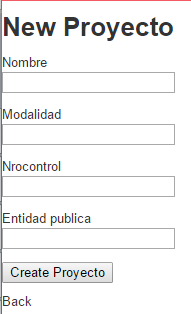 New Proyecto
Nombre
Modalidad
Nrocontrol
Entidad publica
Create Proyecto
Back